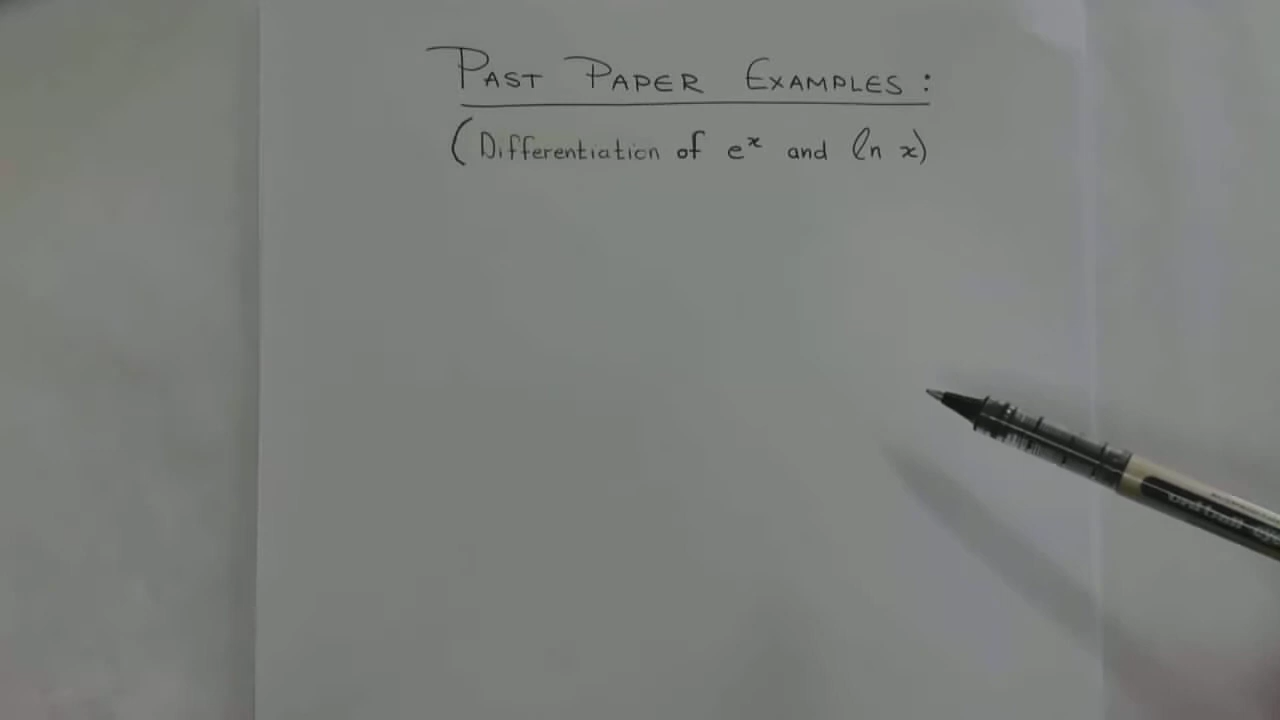 PAST PAPER EXAMPLES :
(Differentiation of eˣ and ln x)